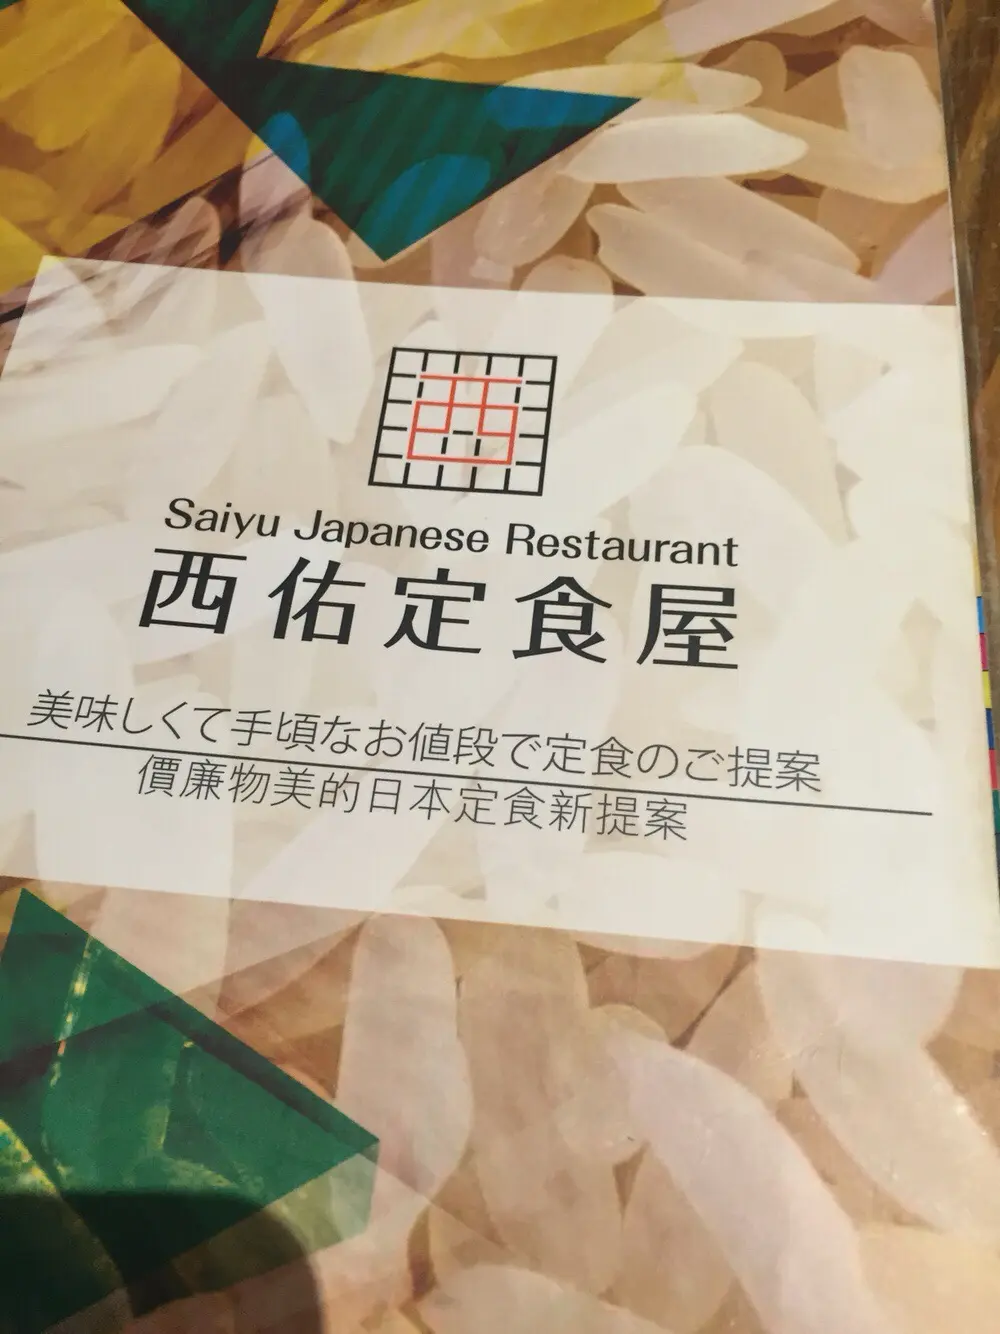 西
Saiyu Japanese Restaurant
西佑定食屋
美味しくて手頃なお値段で定食のご提案
價廉物美的日本定食新提案